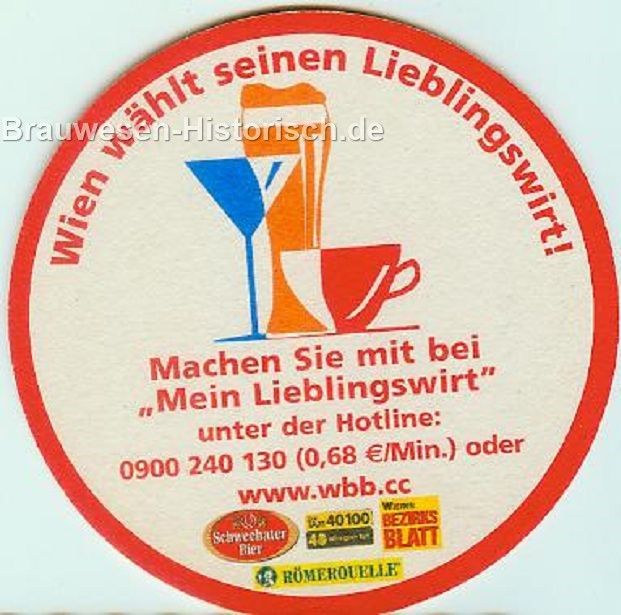 Wien wählt seinen Lieblingswirt!
Brauwesen-Historisch.de
Machen Sie mit bei
„Mein Lieblingswirt”
unter der Hotline:
0900 240 130 (0,68 €/Min.) oder
www.wbb.cc
Schwechater
Bier
40100
Wiener
BEZIRKS
BLATT
RÖMERQUELLE